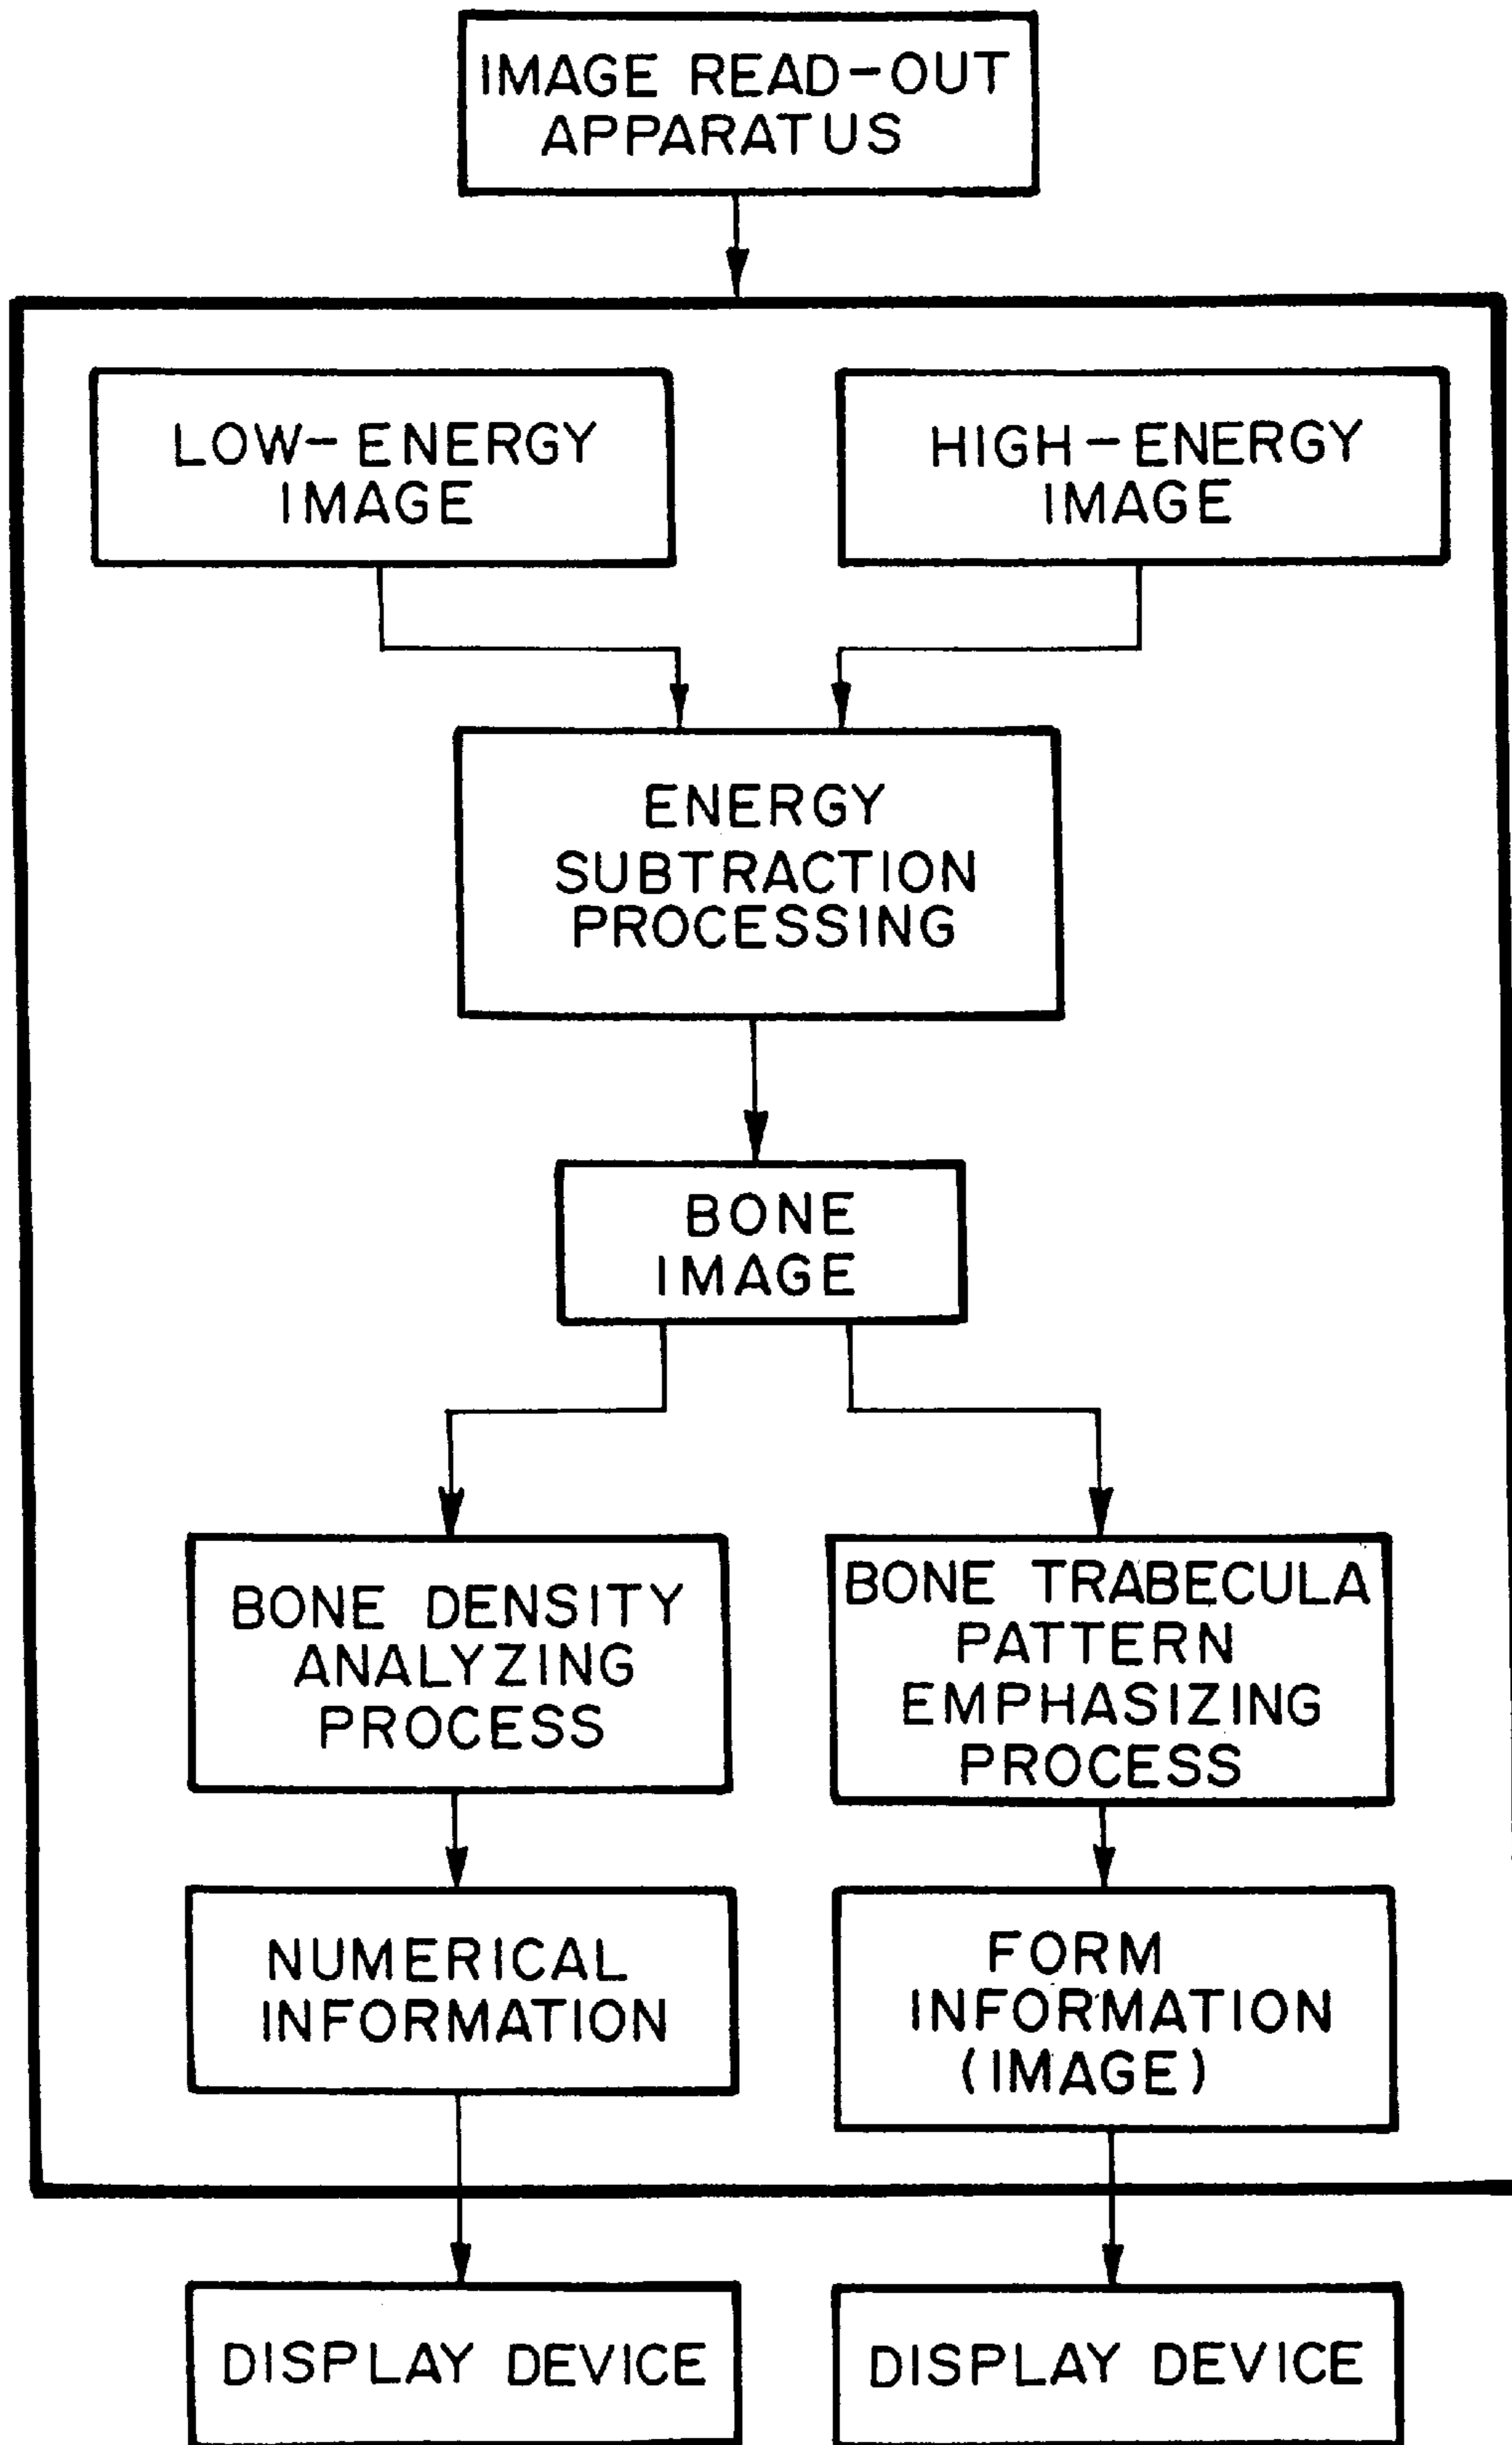 IMAGE READ-OUT
APPARATUS
LOW-ENERGY
IMAGE
HIGH-ENERGY
IMAGE
ENERGY
SUBTRACTION
PROCESSING
BONE
IMAGE
BONE DENSITY
ANALYZING
PROCESS
BONE TRABECULA
PATTERN
EMPHASIZING
PROCESS
NUMERICAL
INFORMATION
FORM
INFORMATION
(IMAGE)
DISPLAY DEVICE
DISPLAY DEVICE